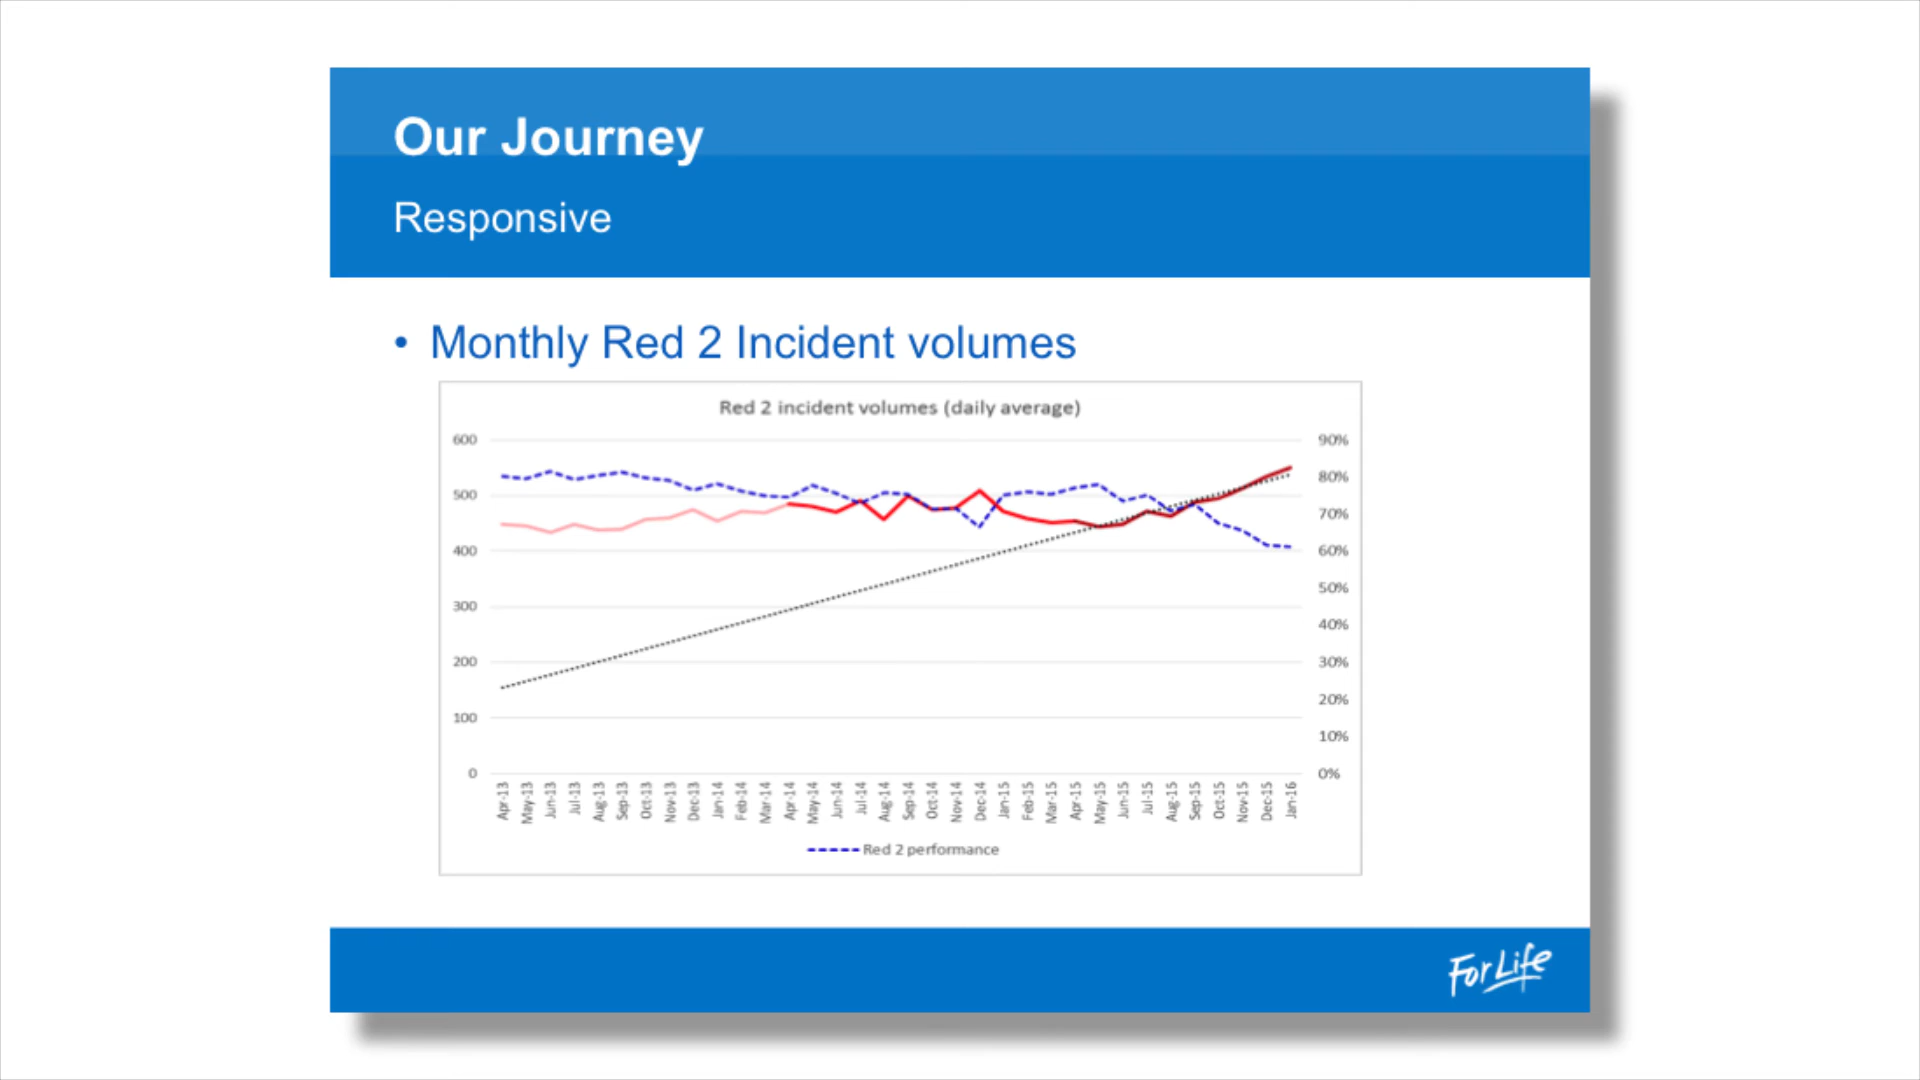 Our Journey
Responsive
• Monthly Red 2 Incident volumes
Red 2 incident volumes (daily average)
600
500
400
300
200
100
0
90%
80%
70%
60%
50%
40%
30%
20%
10%
0%
Apr-13
May-13
Jun-13
Jul-13
Aug-13
Sep-13
Oct-13
Nov-13
Dec-13
Jan-14
Feb-14
Mar-14
Apr-14
May-14
Jun-14
Jul-14
Aug-14
Sep-14
Oct-14
Nov-14
Dec-14
Jan-15
Feb-15
Mar-15
Apr-15
May-15
Jun-15
Jul-15
Aug-15
Sep-15
Oct-15
Nov-15
Dec-15
Jan-16
Red 2 performance
For Life